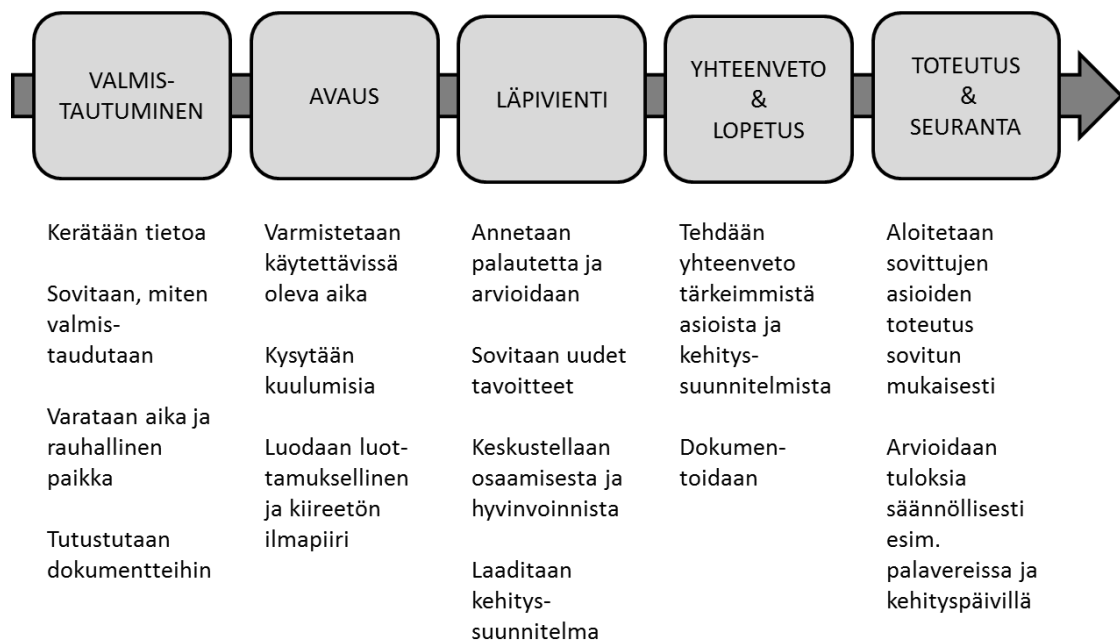 VALMIS-
TAUTUMINEN
AVAUS
LÄPIVIENTI
YHTEENVETO
&
LOPETUS
TOTEUTUS
&
SEURANTA
Kerätään tietoa
Sovitaan, miten
valmis-
taudutaan
Varataan aika ja
rauhallinen
paikka
Tutustutaan
dokumentteihin
Varmistetaan
käytettävissä
oleva aika
Kysytään
kuulumisia
Luodaan luot-
tamuksellinen
ja kiireetön
ilmapiiri
Annetaan
palautetta ja
arvioidaan
Sovitaan uudet
tavoitteet
Keskustellaan
osaamisesta ja
hyvinvoinnista
Laaditaan
kehitys-
suunnitelma
Tehdään
yhteenveto
tärkeimmistä
asioista ja
kehitys-
suunnitelmista
Dokumen-
toidaan
Aloitetaan
sovittujen
asioiden
toteutus
sovitun
mukaisesti
Arvioidaan
tuloksia
säännöllisesti
esim.
palavereissa ja
kehityspäivillä